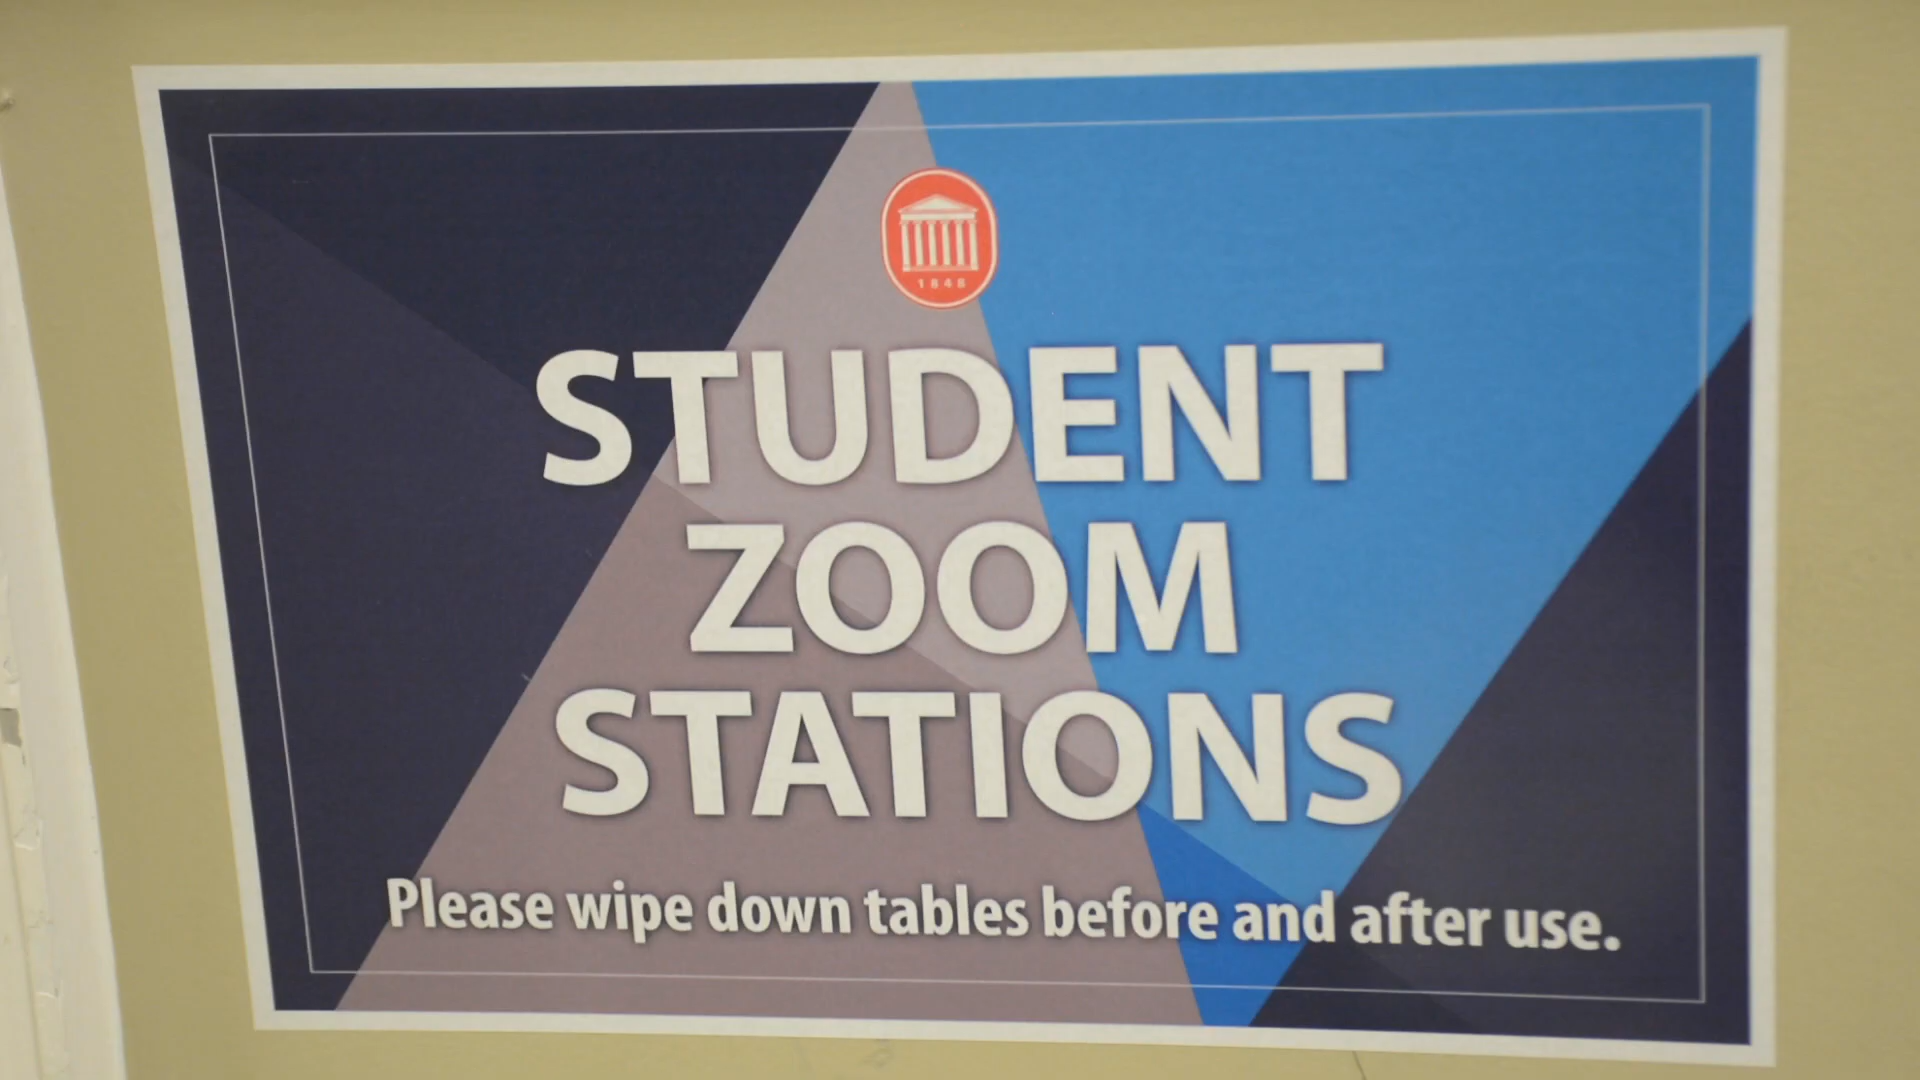 1848
STUDENT
ZOOM
STATIONS
Please wipe down tables before and after use.